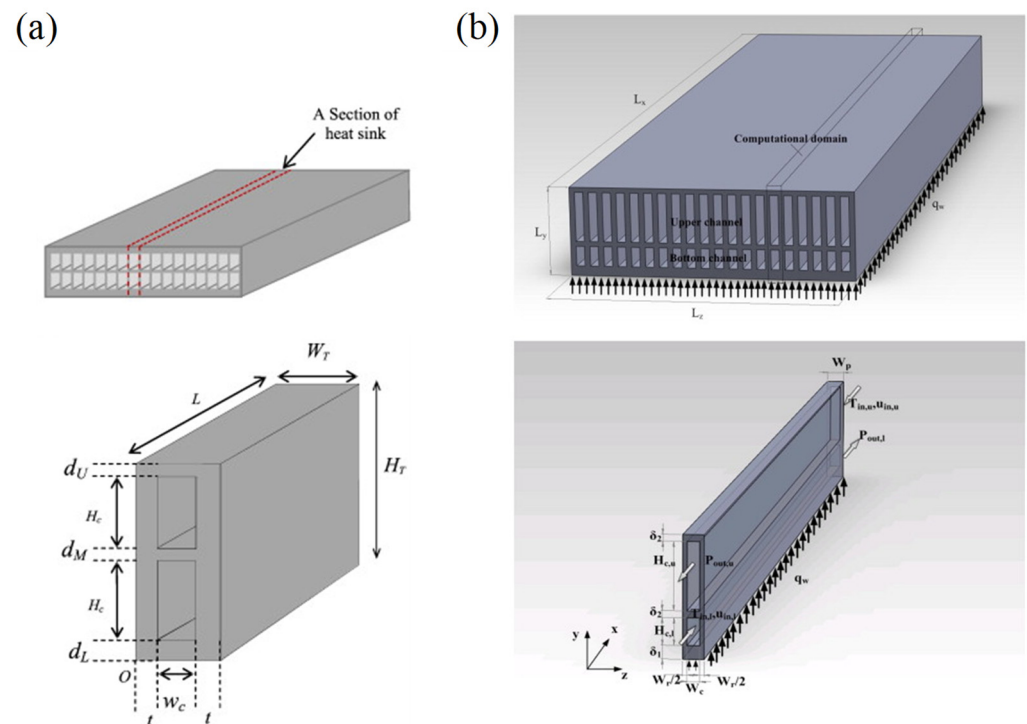 (a)
A Section of
heat sink
W_T
L
d_U
H_c
H_T
d_M
H_c
d_L
O
t
w_c
t
(b)
L_x
Computational domain
L_y
Upper channel
q_w
Bottom channel
L_z
W_p
T_in,u,u_in,u
P_out,l
δ_2
H_c,u
P_out,u
q_w
δ_2
T_in,l,u_in,l
H_c,l
δ_1
y
x
z
W_r/2
W_c
W_r/2